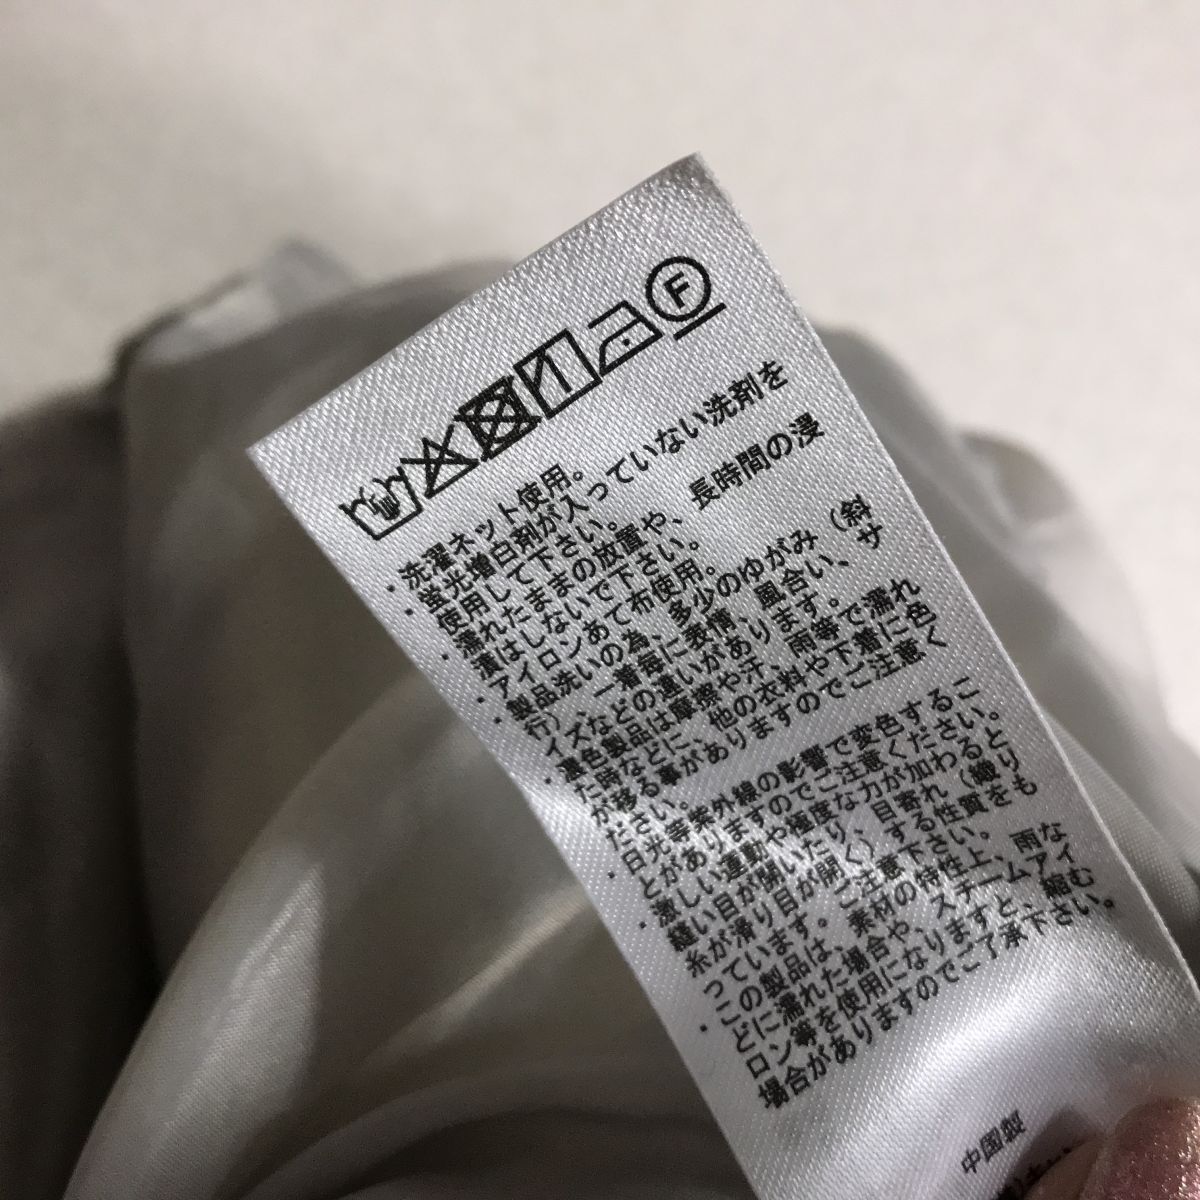 F
・洗濯ネット使用。
・蛍光増白剤が入っていない洗剤を
使用して下さい。
・濡れたままの放置や、長時間の浸
漬はしないで下さい。
・アイロンあて布使用。
・製品洗いの為、多少のゆがみ（斜
行）、一着毎に表情、風合い、サ
イズなどの違いがあります。
・濃色製品は摩擦や汗、雨等で濡れ
た時などに、他の衣料や下着に色
が移る事がありますのでご注意く
ださい。
・日光等紫外線の影響で変色するこ
とがありますのでご注意ください。
・激しい運動や極度な力が加わると
縫い目が開いたり、目寄れ（織り
糸が滑り目が開く）する性質をも
っています。ご注意下さい。
・この製品は、素材の特性上、雨な
どに濡れた場合や、スチームアイ
ロン等を使用になりますと、縮む
場合がありますのでご了承下さい。
中国製